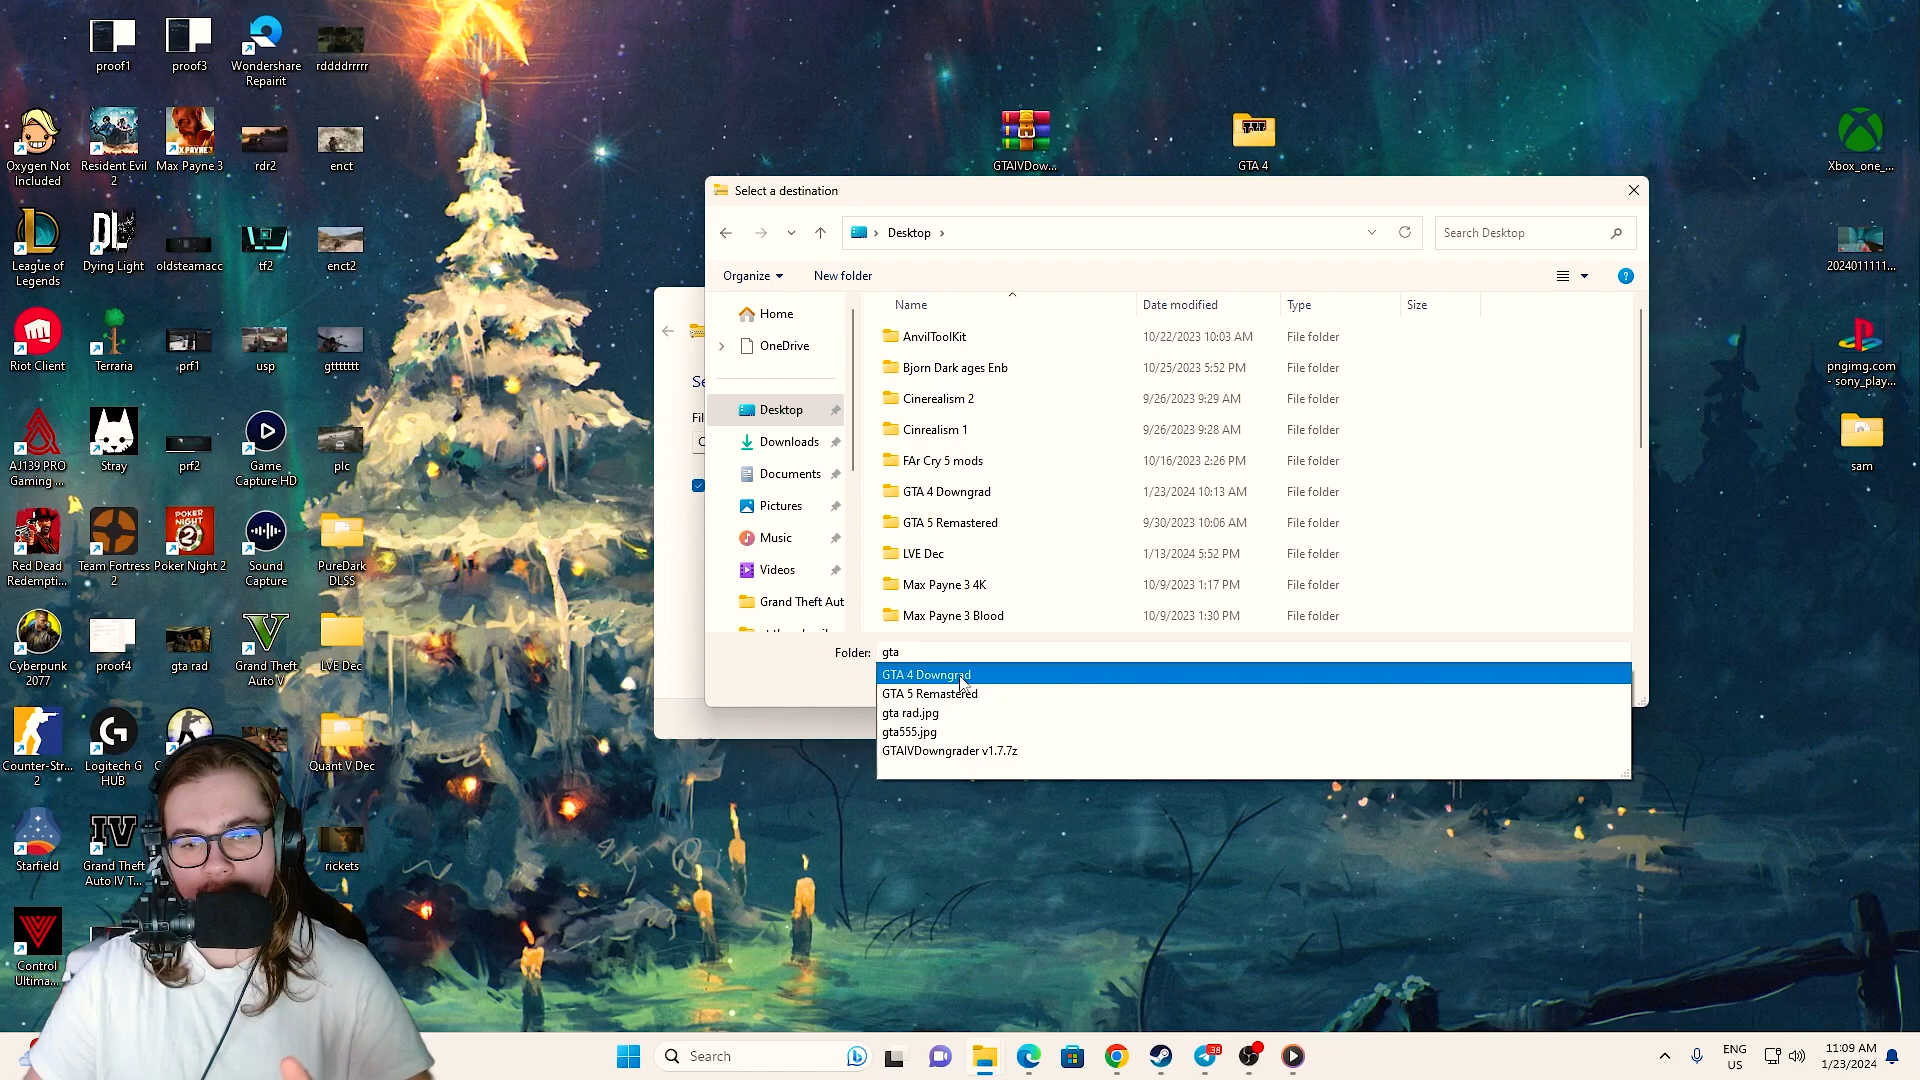 proof1
proof3
Wondershare
Repairit
rddddrrrrr
Oxygen Not
Included
Resident Evil
2
Max Payne 3
rdr2
enct
GTAIVDow...
GTA 4
Xbox_one_...
League of
Legends
Dying Light
oldsteamacc
tf2
enct2
2024011111...
Riot Client
Terraria
prf1
usp
gttttttt
pngimg.com
- sony_play...
AJ139 PRO
Gaming ...
Stray
prf2
Game
Capture HD
plc
sam
Red Dead
Redempti...
Team Fortress
2
Poker Night 2
Sound
Capture
PureDark
DLSS
Cyberpunk
2077
proof4
gta rad
Grand Theft
Auto V
LVE Dec
Counter-Str...
2
Logitech G
HUB
Quant V Dec
Starfield
Grand Theft
Auto IV T...
rickets
Control
Ultima...
Select a destination
Desktop
Search Desktop
Organize
New folder
Home
OneDrive
Desktop
Downloads
Documents
Pictures
Music
Videos
Grand Theft Aut
Name Date modified Type Size
AnvilToolKit 10/22/2023 10:03 AM File folder
Bjorn Dark ages Enb 10/25/2023 5:52 PM File folder
Cinerealism 2 9/26/2023 9:29 AM File folder
Cinrealism 1 9/26/2023 9:28 AM File folder
FAr Cry 5 mods 10/16/2023 2:26 PM File folder
GTA 4 Downgrad 1/23/2024 10:13 AM File folder
GTA 5 Remastered 9/30/2023 10:06 AM File folder
LVE Dec 1/13/2024 5:52 PM File folder
Max Payne 3 4K 10/9/2023 1:17 PM File folder
Max Payne 3 Blood 10/9/2023 1:30 PM File folder
Folder: gta
GTA 4 Downgrad
GTA 5 Remastered
gta rad.jpg
gta555.jpg
GTAIVDowngrader v1.7.7z
Search
38
ENG
US
11:09 AM
1/23/2024